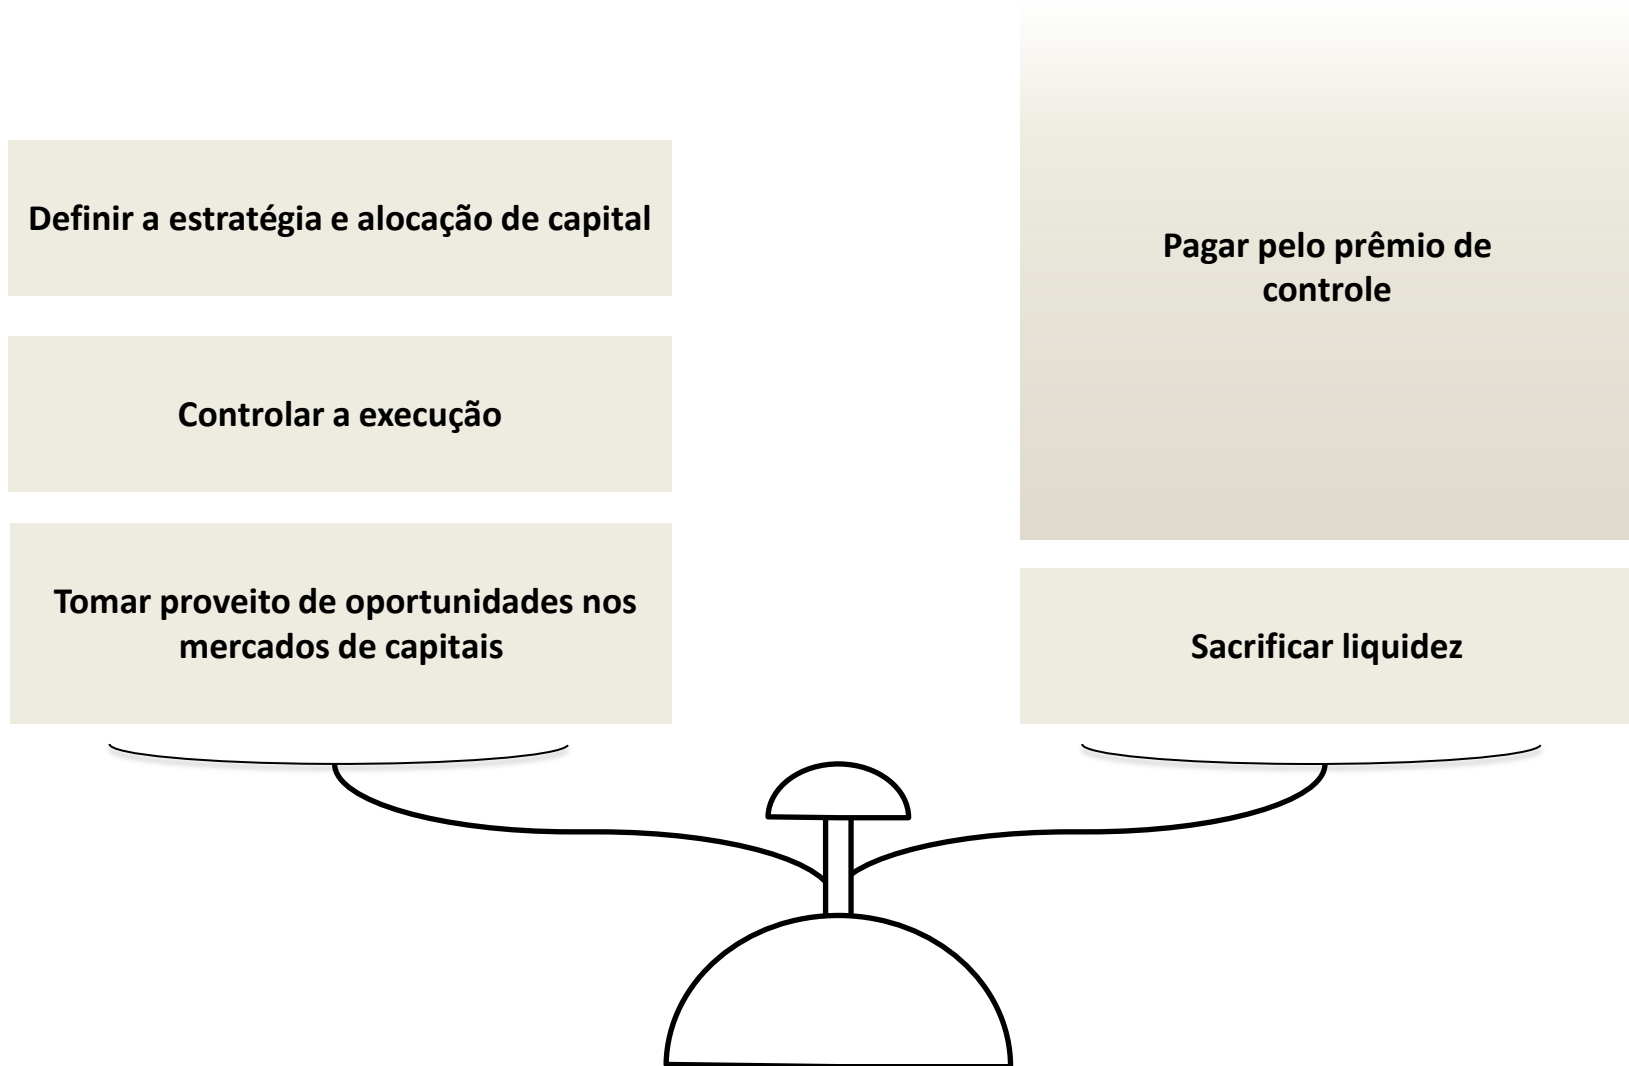 Definir a estratégia e alocação de capital
Controlar a execução
Tomar proveito de oportunidades nos
mercados de capitais
Pagar pelo prêmio de
controle
Sacrificar liquidez